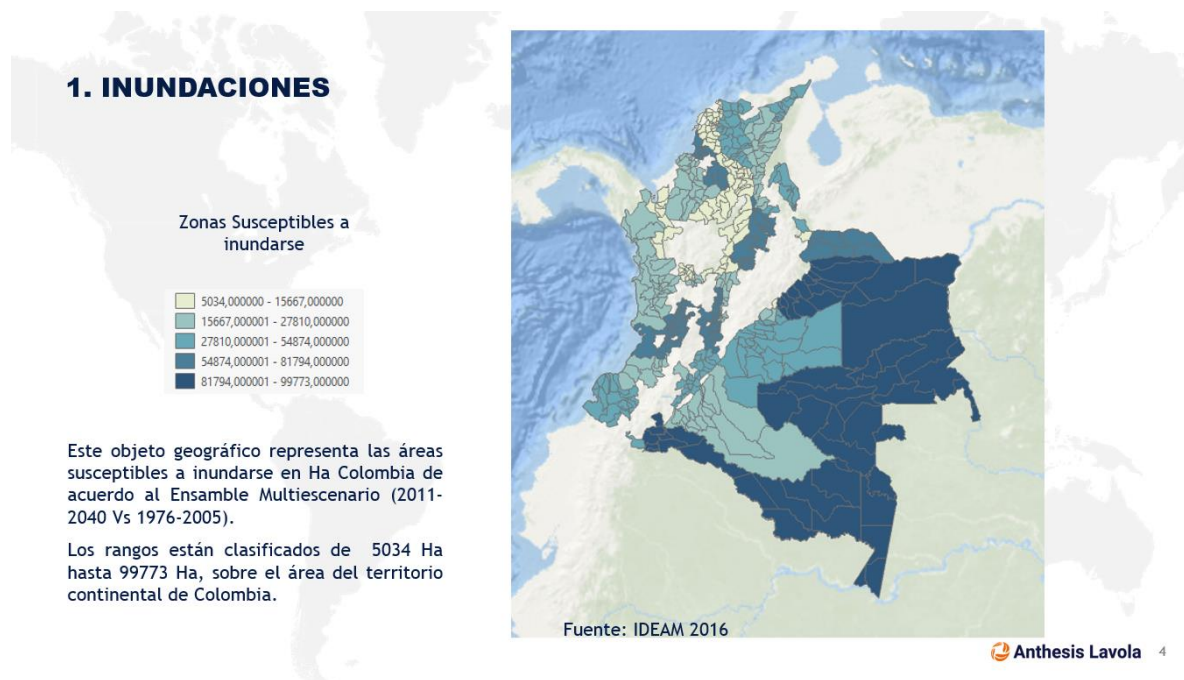 1. INUNDACIONES
Zonas Susceptibles a
inundarse
5034,000000 - 15667,000000
15667,000001 - 27810,000000
27810,000001 - 54874,000000
54874,000001 - 81794,000000
81794,000001 - 99773,000000
Este objeto geográfico representa las áreas
susceptibles a inundarse en Ha Colombia de
acuerdo al Ensamble Multiescenario (2011-
2040 Vs 1976-2005).
Los rangos están clasificados de 5034 Ha
hasta 99773 Ha, sobre el área del territorio
continental de Colombia.
Fuente: IDEAM 2016
Anthesis Lavola 4